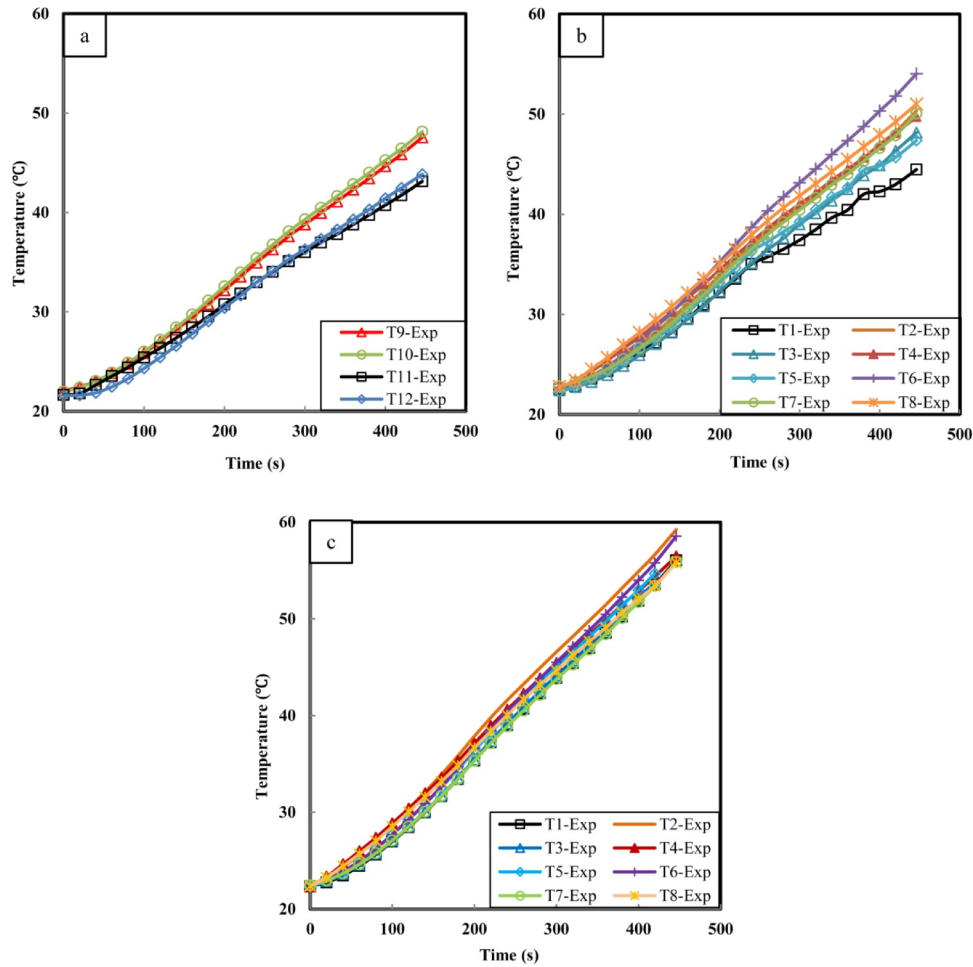 a
60
50
40
30
20
Temperature (℃)
0
100
200
300
400
500
Time (s)
T9-Exp
T10-Exp
T11-Exp
T12-Exp
b
60
50
40
30
20
Temperature (℃)
0
100
200
300
400
500
Time (s)
T1-Exp T2-Exp
T3-Exp T4-Exp
T5-Exp T6-Exp
T7-Exp T8-Exp
c
60
50
40
30
20
Temperature (℃)
0
100
200
300
400
500
Time (s)
T1-Exp T2-Exp
T3-Exp T4-Exp
T5-Exp T6-Exp
T7-Exp T8-Exp